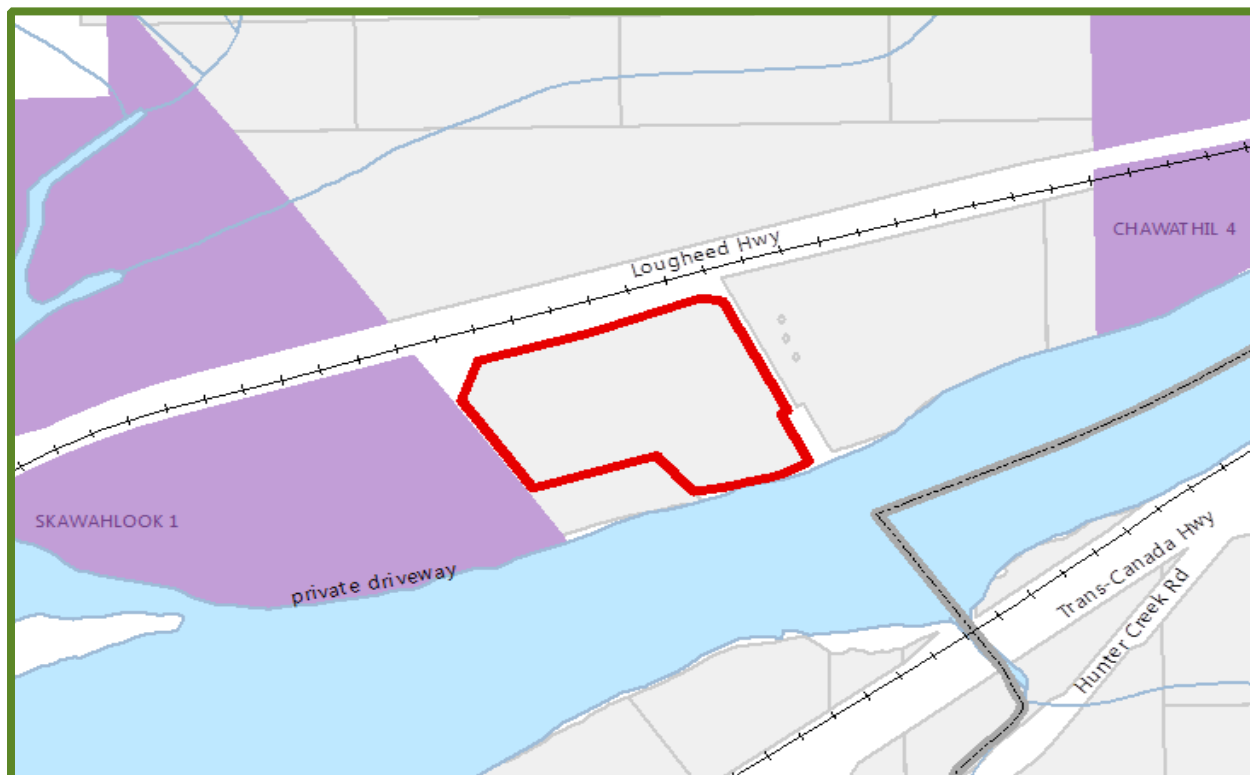 CHAWATHIL 4
Lougheed Hwy
SKAWAHLOOK 1
private driveway
Trans-Canada Hwy
Hunter Creek Rd